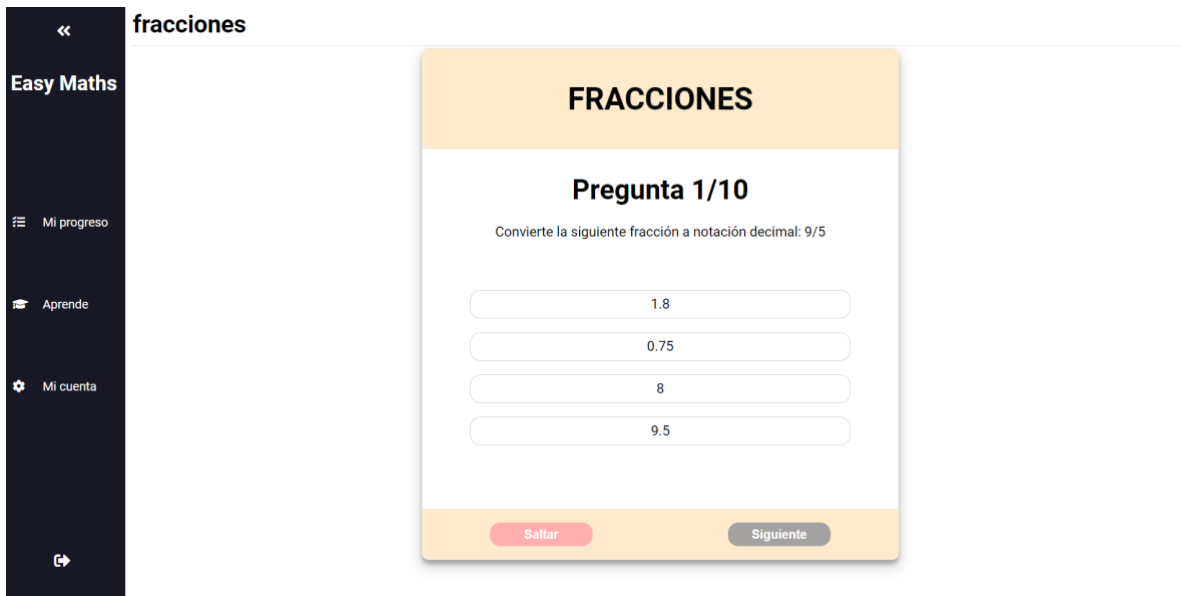 fracciones
Easy Maths
Mi progreso
Aprende
Mi cuenta
FRACCIONES
Pregunta 1/10
Convierte la siguiente fracción a notación decimal: 9/5
1.8
0.75
8
9.5
Saltar
Siguiente